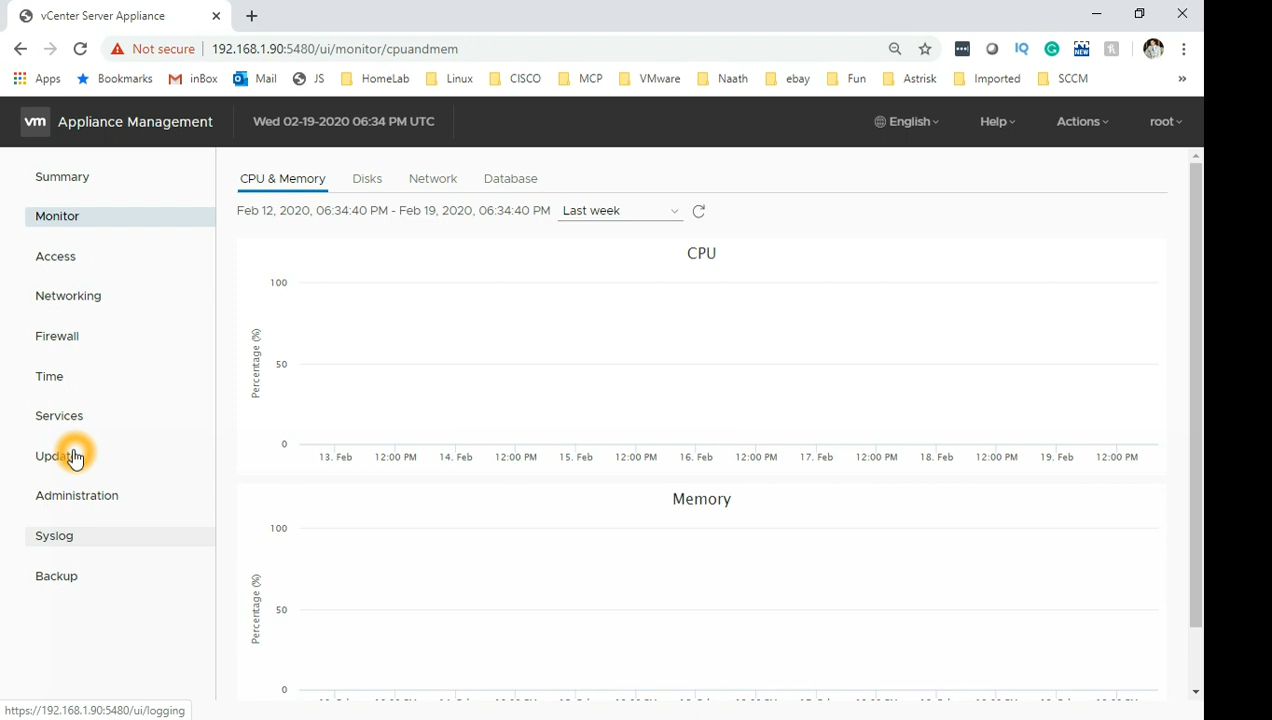 vCenter Server Appliance
Not secure 192.168.1.90:5480/ui/monitor/cpuandmem
IQ NEW
Apps Bookmarks inBox Mail JS HomeLab Linux CISCO MCP VMware Naath ebay Fun Astrisk Imported SCCM »
vm Appliance Management Wed 02-19-2020 06:34 PM UTC English Help Actions root
Summary
Monitor
Access
Networking
Firewall
Time
Services
Administration
Syslog
Backup
CPU & Memory Disks Network Database
Feb 12, 2020, 06:34:40 PM - Feb 19, 2020, 06:34:40 PM Last week
CPU
100
50
0
Percentage (%)
13. Feb 12:00 PM 14. Feb 12:00 PM 15. Feb 12:00 PM 16. Feb 12:00 PM 17. Feb 12:00 PM 18. Feb 12:00 PM 19. Feb 12:00 PM
Memory
100
50
0
Percentage (%)
https://192.168.1.90:5480/ui/logging